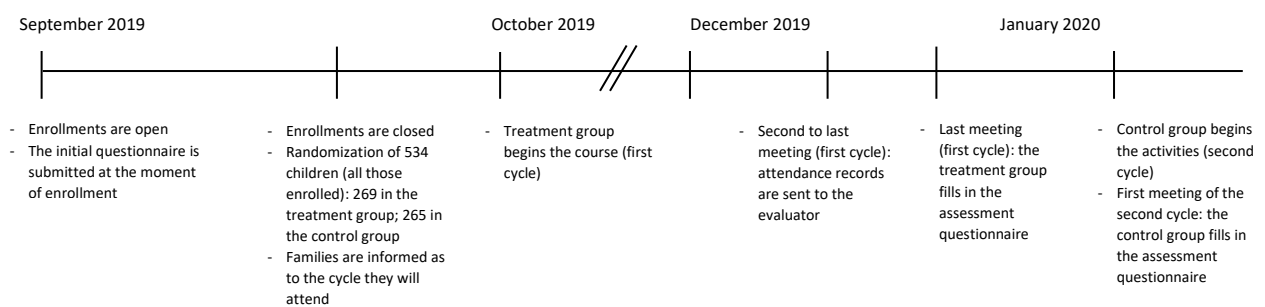 September 2019
October 2019
December 2019
January 2020
- Enrollments are open
- The initial questionnaire is
submitted at the moment
of enrollment
- Enrollments are closed
- Randomization of 534
children (all those
enrolled): 269 in the
treatment group; 265 in
the control group
- Families are informed as
to the cycle they will
attend
- Treatment group
begins the course (first
cycle)
- Second to last
meeting (first cycle):
attendance records
are sent to the
evaluator
- Last meeting
(first cycle): the
treatment group
fills in the
assessment
questionnaire
- Control group begins
the activities (second
cycle)
- First meeting of the
second cycle: the
control group fills in
the assessment
questionnaire